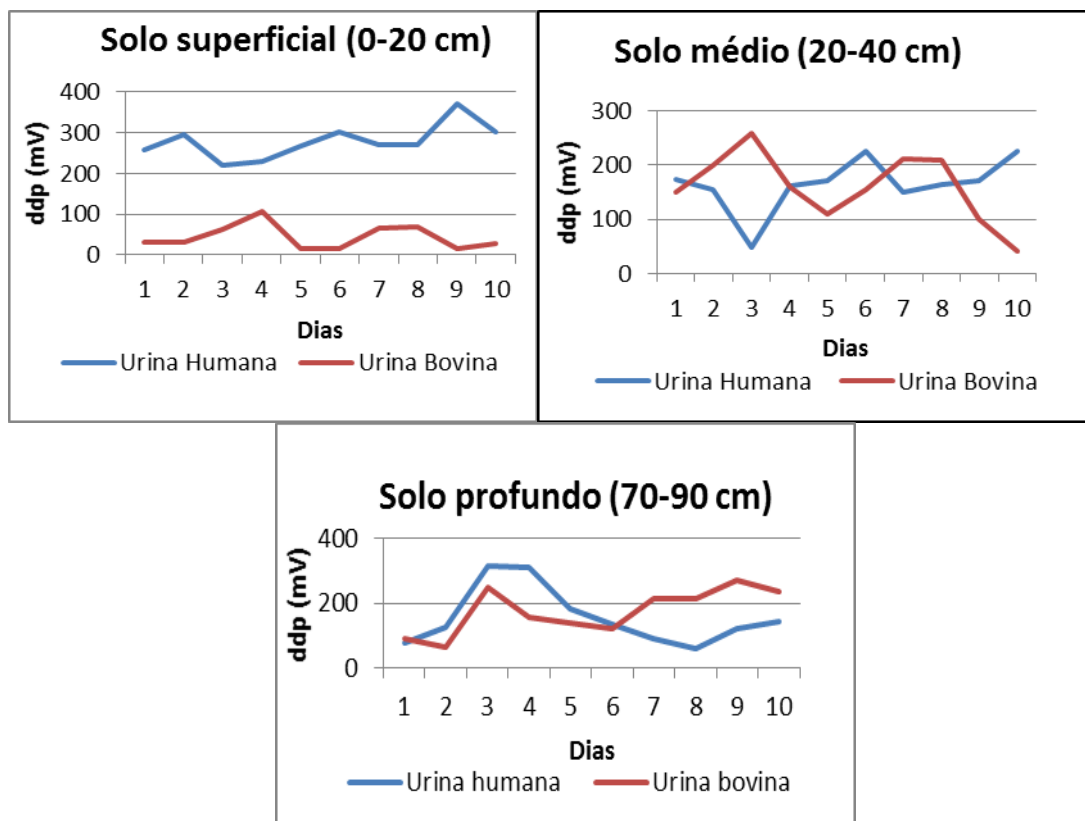 Solo superficial (0-20 cm)
ddp (mV)
400
300
200
100
0
1 2 3 4 5 6 7 8 9 10
Dias
Urina Humana Urina Bovina
Solo médio (20-40 cm)
ddp (mV)
300
200
100
0
1 2 3 4 5 6 7 8 9 10
Dias
Urina Humana Urina Bovina
Solo profundo (70-90 cm)
ddp (mV)
400
200
0
1 2 3 4 5 6 7 8 9 10
Dias
Urina humana Urina bovina